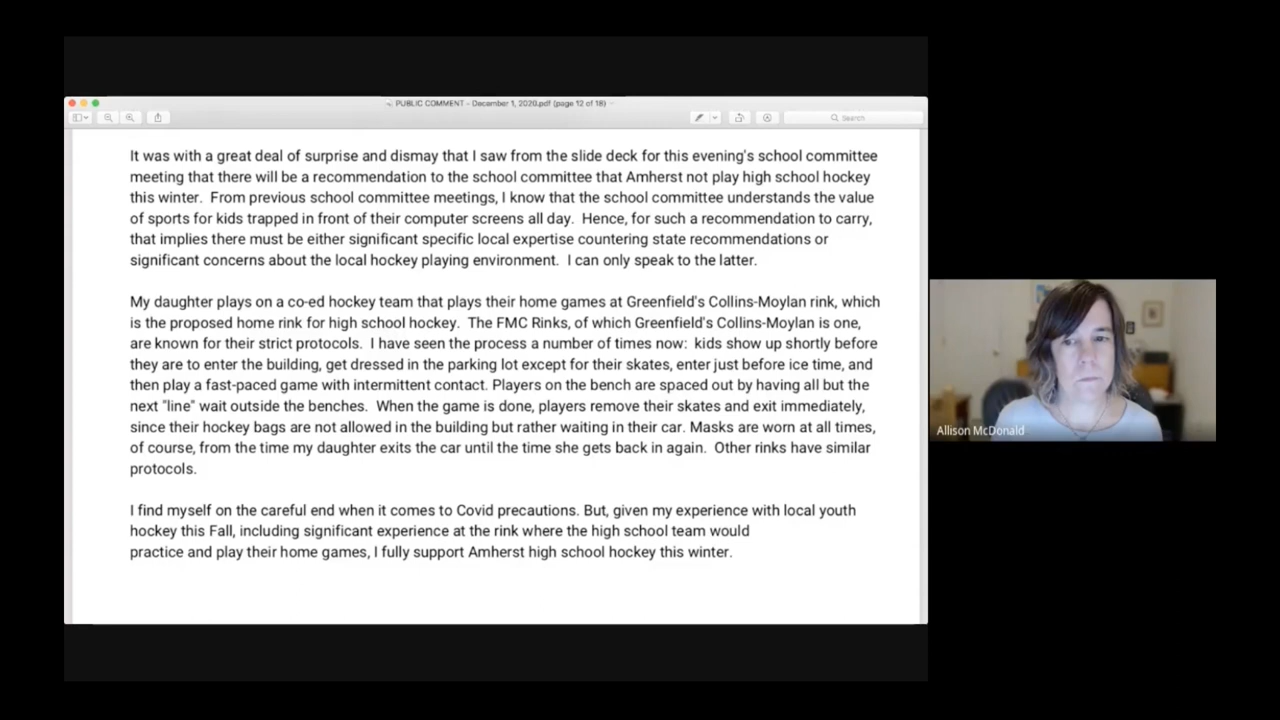 PUBLIC COMMENT - December 1, 2020.pdf (page 12 of 18)
Search
It was with a great deal of surprise and dismay that I saw from the slide deck for this evening's school committee
meeting that there will be a recommendation to the school committee that Amherst not play high school hockey
this winter.  From previous school committee meetings, I know that the school committee understands the value
of sports for kids trapped in front of their computer screens all day.  Hence, for such a recommendation to carry,
that implies there must be either significant specific local expertise countering state recommendations or
significant concerns about the local hockey playing environment.  I can only speak to the latter.
My daughter plays on a co-ed hockey team that plays their home games at Greenfield's Collins-Moylan rink, which
is the proposed home rink for high school hockey.  The FMC Rinks, of which Greenfield's Collins-Moylan is one,
are known for their strict protocols.  I have seen the process a number of times now:  kids show up shortly before
they are to enter the building, get dressed in the parking lot except for their skates, enter just before ice time, and
then play a fast-paced game with intermittent contact. Players on the bench are spaced out by having all but the
next "line" wait outside the benches.  When the game is done, players remove their skates and exit immediately,
since their hockey bags are not allowed in the building but rather waiting in their car. Masks are worn at all times,
of course, from the time my daughter exits the car until the time she gets back in again.  Other rinks have similar
protocols.
I find myself on the careful end when it comes to Covid precautions. But, given my experience with local youth
hockey this Fall, including significant experience at the rink where the high school team would
practice and play their home games, I fully support Amherst high school hockey this winter.
Allison McDonald